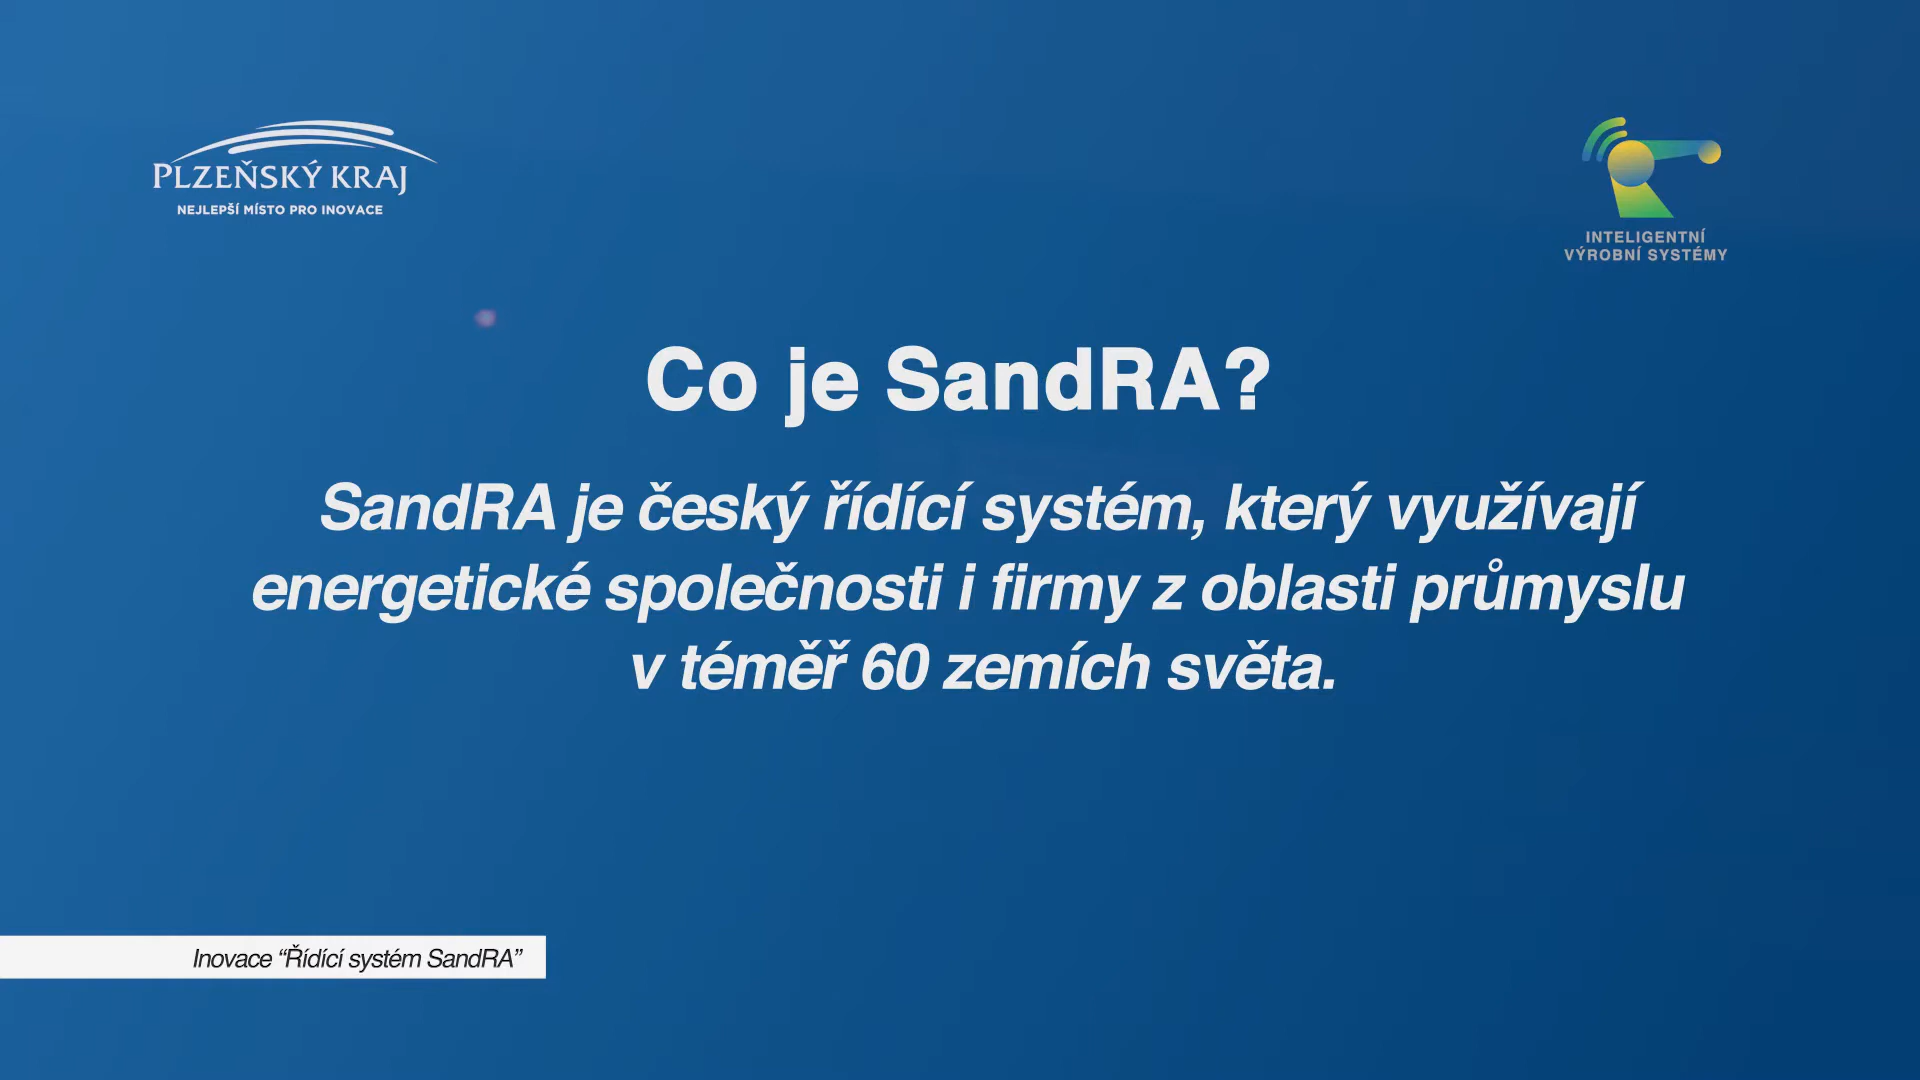 PLZEŇSKÝ KRAJ
NEJLEPŠÍ MÍSTO PRO INOVACE
INTELIGENTNÍ
VÝROBNÍ SYSTÉMY
Co je SandRA?
SandRA je český řídící systém, který využívají
energetické společnosti i firmy z oblasti průmyslu
v téměř 60 zemích světa.
Inovace “Řídící systém SandRA”